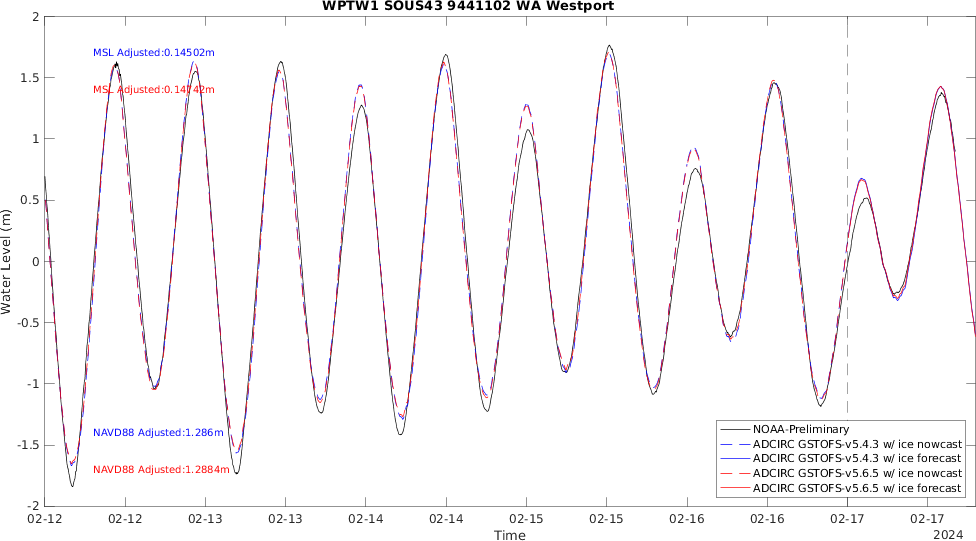 WPTW1 SOUS43 9441102 WA Westport
2
1.5
1
0.5
0
-0.5
-1
-1.5
-2
Water Level (m)
MSL Adjusted:0.14502m
MSL Adjusted:0.14742m
NAVD88 Adjusted:1.286m
NAVD88 Adjusted:1.2884m
NOAA-Preliminary
ADCIRC GSTOFS-v5.4.3 w/ ice nowcast
ADCIRC GSTOFS-v5.4.3 w/ ice forecast
ADCIRC GSTOFS-v5.6.5 w/ ice nowcast
ADCIRC GSTOFS-v5.6.5 w/ ice forecast
02-12 02-12 02-13 02-13 02-14 02-14 02-15 02-15 02-16 02-16 02-17 02-17
Time
2024